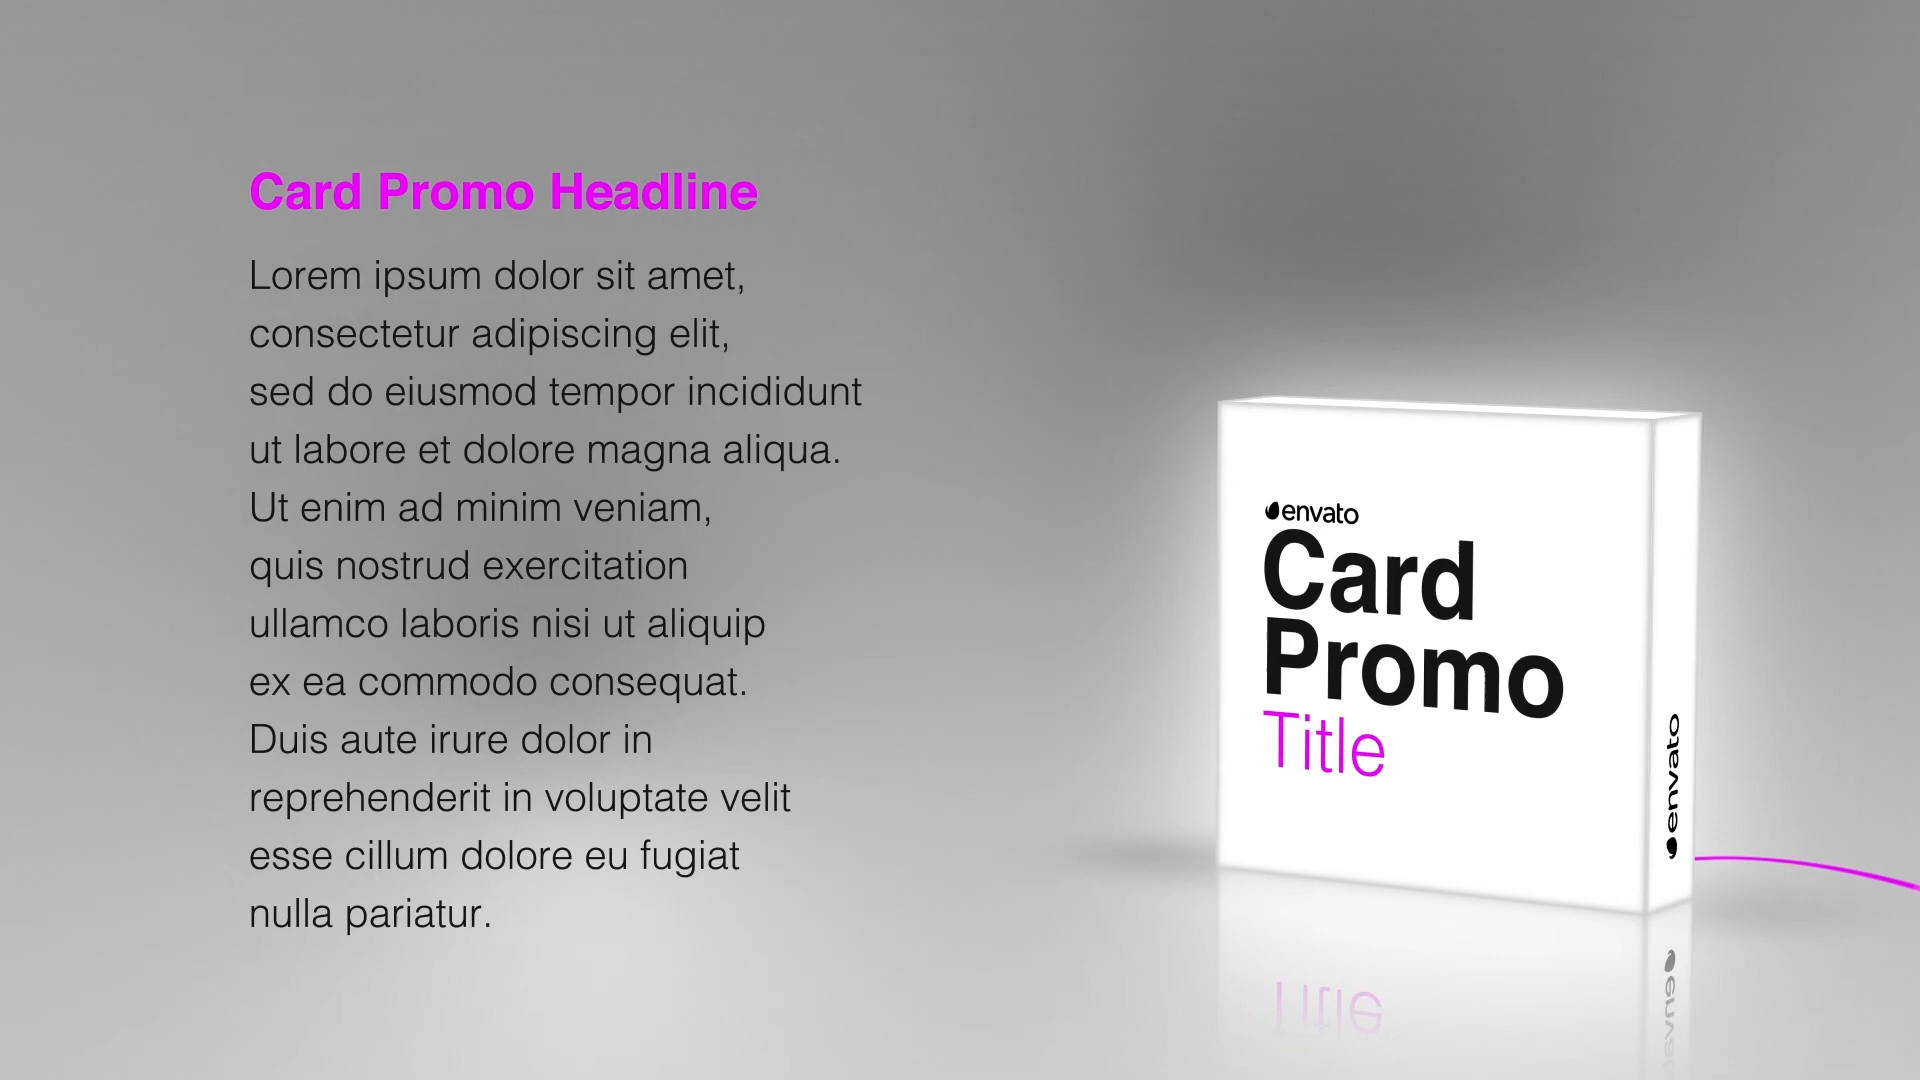 Card Promo Headline
Lorem ipsum dolor sit amet,
consectetur adipiscing elit,
sed do eiusmod tempor incididunt
ut labore et dolore magna aliqua.
Ut enim ad minim veniam,
quis nostrud exercitation
ullamco laboris nisi ut aliquip
ex ea commodo consequat.
Duis aute irure dolor in
reprehenderit in voluptate velit
esse cillum dolore eu fugiat
nulla pariatur.
envato
Card
Promo
Title
envato